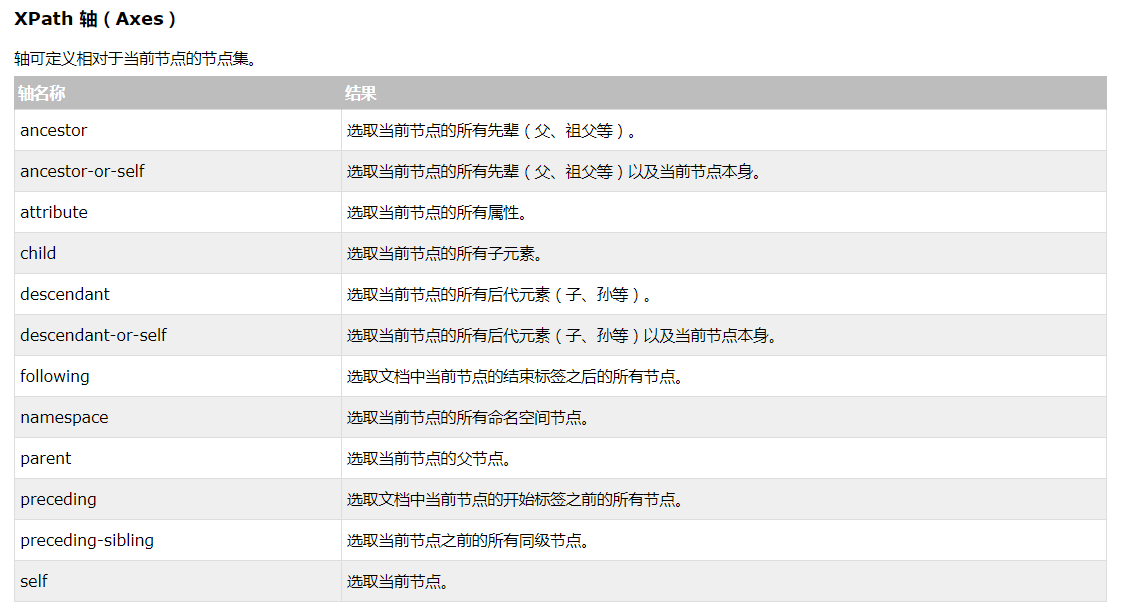 XPath 轴（Axes）
轴可定义相对于当前节点的节点集。
轴名称 结果
ancestor 选取当前节点的所有先辈（父、祖父等）。
ancestor-or-self 选取当前节点的所有先辈（父、祖父等）以及当前节点本身。
attribute 选取当前节点的所有属性。
child 选取当前节点的所有子元素。
descendant 选取当前节点的所有后代元素（子、孙等）。
descendant-or-self 选取当前节点的所有后代元素（子、孙等）以及当前节点本身。
following 选取文档中当前节点的结束标签之后的所有节点。
namespace 选取当前节点的所有命名空间节点。
parent 选取当前节点的父节点。
preceding 选取文档中当前节点的开始标签之前的所有节点。
preceding-sibling 选取当前节点之前的所有同级节点。
self 选取当前节点。